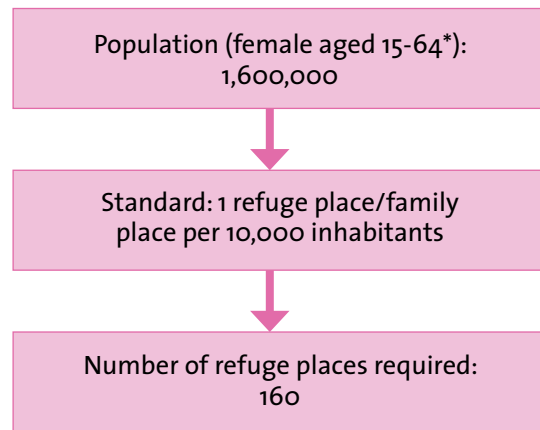 Population (female aged 15-64*):
1,600,000
Standard: 1 refuge place/family
place per 10,000 inhabitants
Number of refuge places required:
160